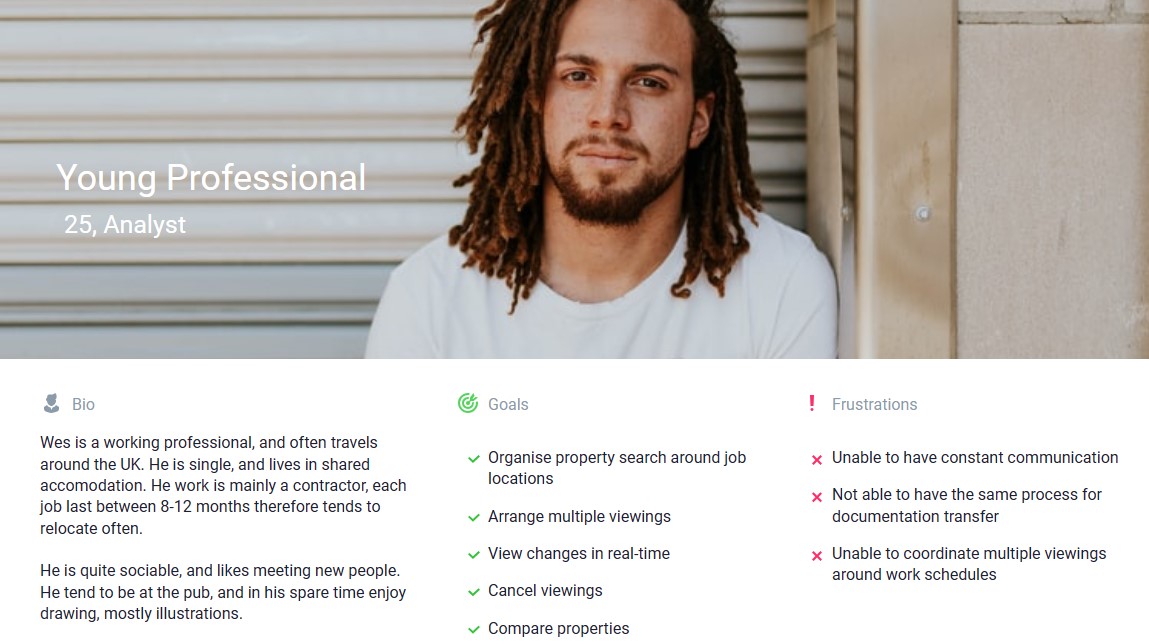 Young Professional
25, Analyst
Bio
Wes is a working professional, and often travels
around the UK. He is single, and lives in shared
accomodation. He work is mainly a contractor, each
job last between 8-12 months therefore tends to
relocate often.
He is quite sociable, and likes meeting new people.
He tend to be at the pub, and in his spare time enjoy
drawing, mostly illustrations.
Goals
Organise property search around job
locations
Arrange multiple viewings
View changes in real-time
Cancel viewings
Compare properties
Frustrations
Unable to have constant communication
Not able to have the same process for
documentation transfer
Unable to coordinate multiple viewings
around work schedules